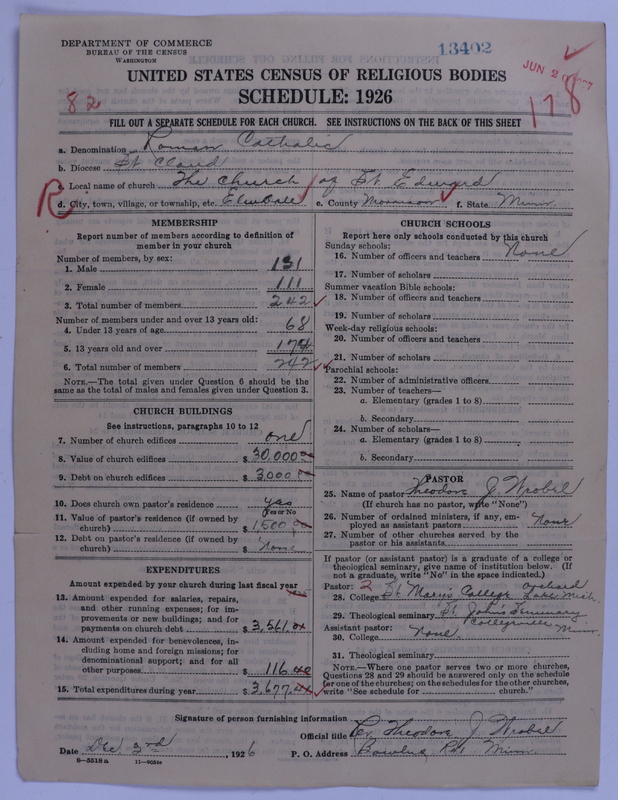 DEPARTMENT OF COMMERCE
BUREAU OF THE CENSUS
WASHINGTON
13402
JUN 2
UNITED STATES CENSUS OF RELIGIOUS BODIES
SCHEDULE: 1926
82
178
FILL OUT A SEPARATE SCHEDULE FOR EACH CHURCH. SEE INSTRUCTIONS ON THE BACK OF THIS SHEET
a. Denomination Roman Catholic
b. Diocese St Cloud
c. Local name of church The Church of St. Edward
R d. City, town, village, or township, etc. Elmdale e. County Morrison f. State Minn
MEMBERSHIP
Report number of members according to definition of
member in your church
Number of members, by sex:
1. Male 131
2. Female 111
3. Total number of members 242
Number of members under and over 13 years old:
4. Under 13 years of age 68
5. 13 years old and over 174
6. Total number of members 242
NOTE.—The total given under Question 6 should be the
same as the total of males and females given under Question 3.
CHURCH BUILDINGS
See instructions, paragraphs 10 to 12
7. Number of church edifices one
8. Value of church edifices $ 30,000.00
9. Debt on church edifices $ 3,000
10. Does church own pastor's residence yes
Yes or No
11. Value of pastor's residence (if owned by
church) $ 1,500
12. Debt on pastor's residence (if owned by
church) $ None
EXPENDITURES
Amount expended by your church during last fiscal year
13. Amount expended for salaries, repairs,
and other running expenses; for im-
provements or new buildings; and for
payments on church debt $ 3,561
14. Amount expended for benevolences, in-
cluding home and foreign missions; for
denominational support; and for all
other purposes $ 116
15. Total expenditures during year $ 3,677
CHURCH SCHOOLS
Report here only schools conducted by this church
Sunday schools:
16. Number of officers and teachers None
17. Number of scholars
Summer vacation Bible schools:
18. Number of officers and teachers
19. Number of scholars
Week-day religious schools:
20. Number of officers and teachers
21. Number of scholars
Parochial schools:
22. Number of administrative officers
23. Number of teachers—
a. Elementary (grades 1 to 8)
b. Secondary
24. Number of scholars—
a. Elementary (grades 1 to 8)
b. Secondary
PASTOR
25. Name of pastor Theodore J Wrobel
(If church has no pastor, write "None")
26. Number of ordained ministers, if any, em-
ployed as assistant pastors None
27. Number of other churches served by the
pastor or his assistants
If pastor (or assistant pastor) is a graduate of a college or
theological seminary, give name of institution below. (If
not a graduate, write "No" in the space indicated.)
Pastor: 2 Orchard
28. College St. Mary's College Lake Mich.
29. Theological seminary St. John's Seminary
Assistant pastor: Collegeville Minn.
30. College None
31. Theological seminary
NOTE.—Where one pastor serves two or more churches,
Questions 28 and 29 should be answered only on the schedule
for one of the churches; on the schedules for the other churches,
write "See schedule for church."
Signature of person furnishing information
Official title Rev Theodore J Wrobel
Date Dec 3rd, 1926 P. O. Address Bowlus R#1 Minn.
8—5518a 11—9056